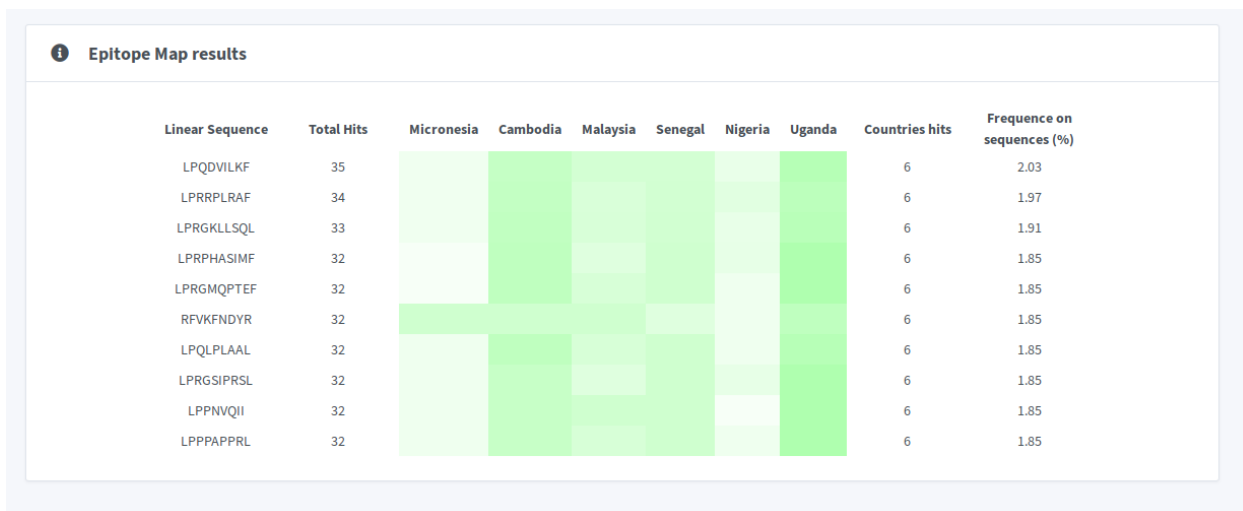 Epitope Map results
Linear Sequence Total Hits Micronesia Cambodia Malaysia Senegal Nigeria Uganda Countries hits Frequence on sequences (%)
LPQDVILKF 35 6 2.03
LPRRPLRAF 34 6 1.97
LPRGKLLSQL 33 6 1.91
LPRPHASIMF 32 6 1.85
LPRGMQPTEF 32 6 1.85
RFVKFNDYR 32 6 1.85
LPQLPLAAL 32 6 1.85
LPRGSIPRSL 32 6 1.85
LPPNVQII 32 6 1.85
LPPPAPPRL 32 6 1.85